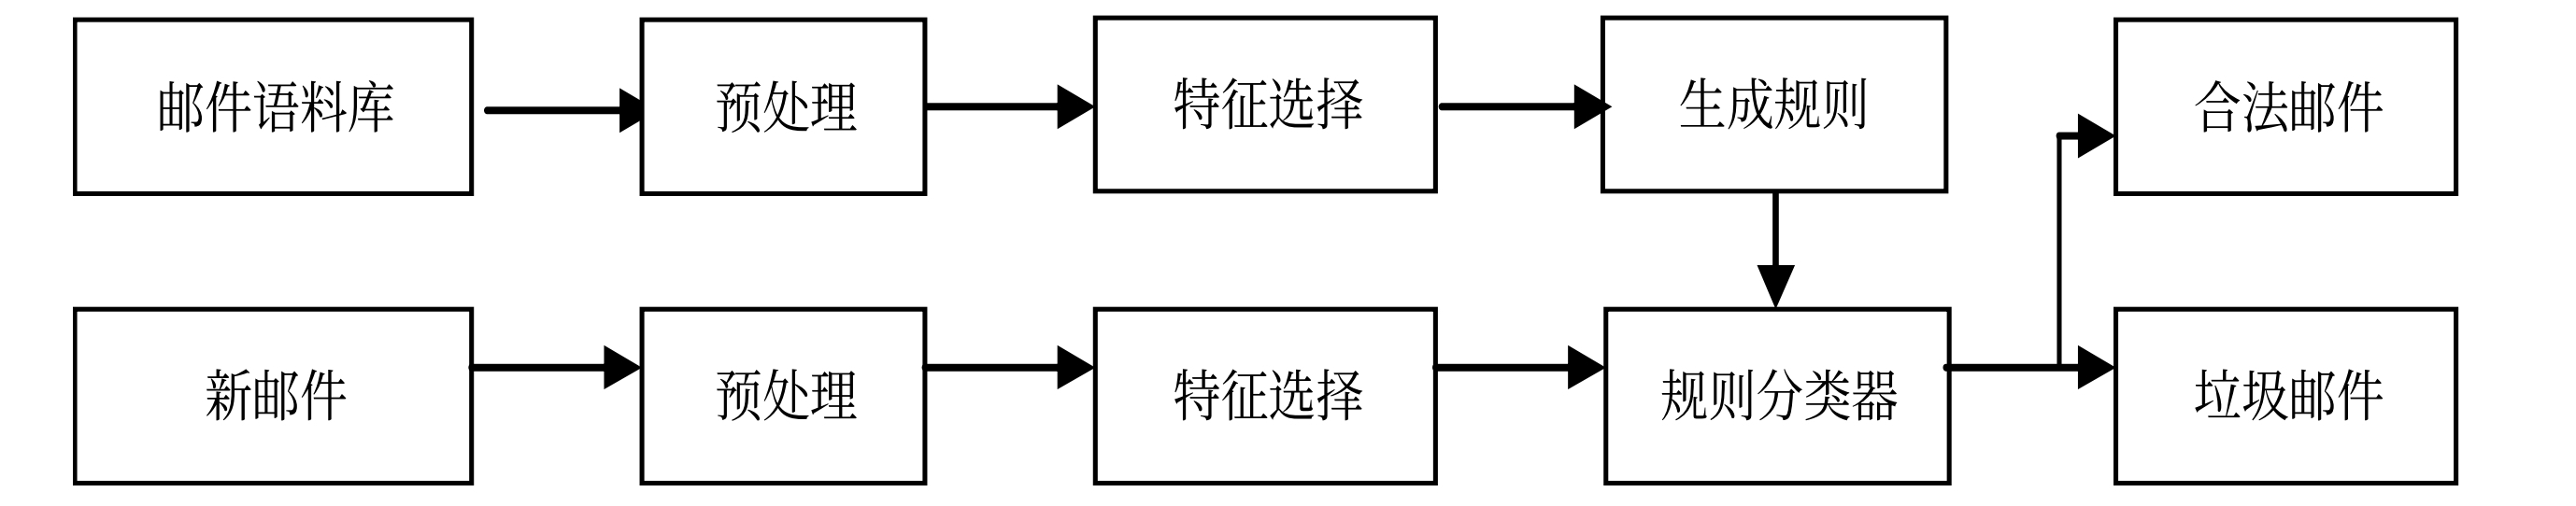 邮件语料库
预处理
特征选择
生成规则
合法邮件
新邮件
预处理
特征选择
规则分类器
垃圾邮件